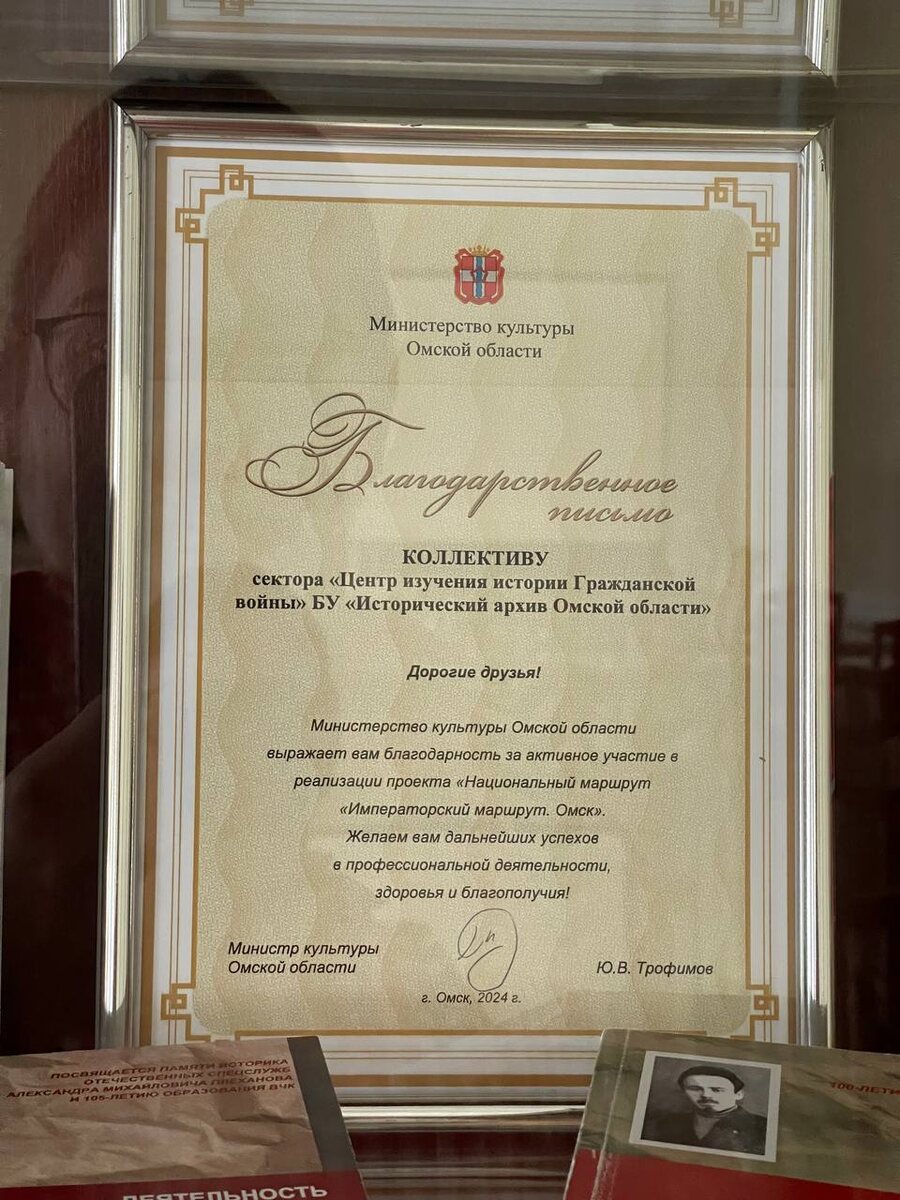 Министерство культуры
Омской области
Благодарственное
письмо
КОЛЛЕКТИВУ
сектора «Центр изучения истории Гражданской
войны» БУ «Исторический архив Омской области»
Дорогие друзья!
Министерство культуры Омской области
выражает вам благодарность за активное участие в
реализации проекта «Национальный маршрут
«Императорский маршрут. Омск».
Желаем вам дальнейших успехов
в профессиональной деятельности,
здоровья и благополучия!
Министр культуры
Омской области
Ю.В. Трофимов
г. Омск, 2024 г.
ПОСВЯЩАЕТСЯ ПАМЯТИ ИСТОРИКА
ОТЕЧЕСТВЕННЫХ СПЕЦСЛУЖБ
АЛЕКСАНДРА МИХАЙЛОВИЧА ПЛЕХАНОВА
И 105-ЛЕТИЮ ОБРАЗОВАНИЯ ВЧК
ДЕЯТЕЛЬНОСТЬ
100-ЛЕТИ